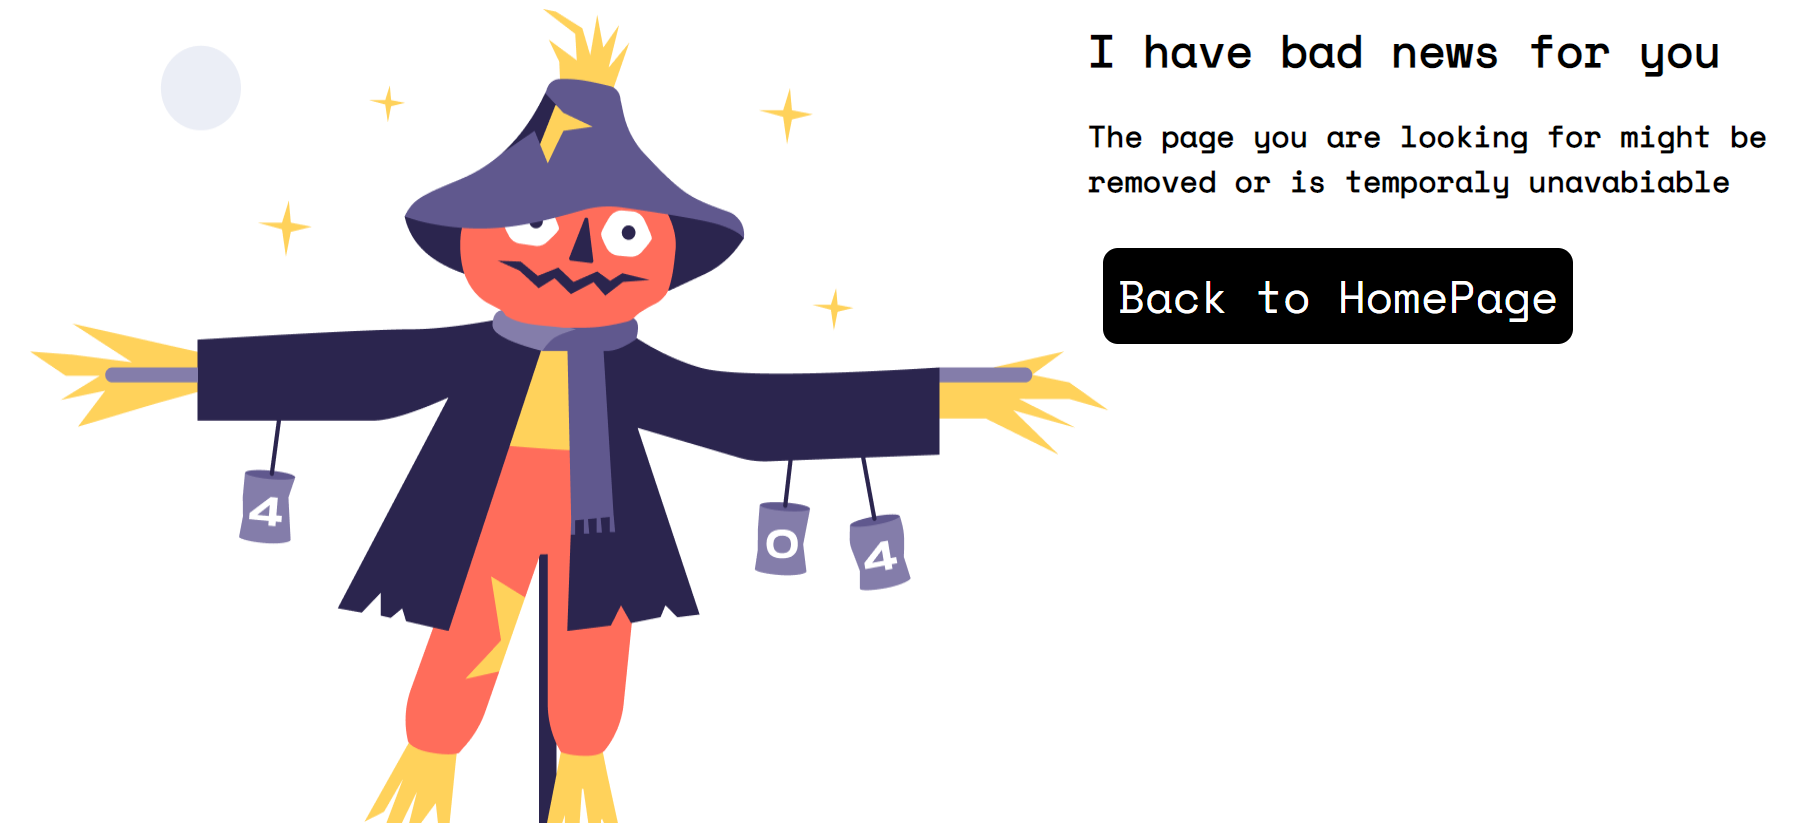 I have bad news for you
The page you are looking for might be
removed or is temporaly unavabiable
Back to HomePage
4
0
4